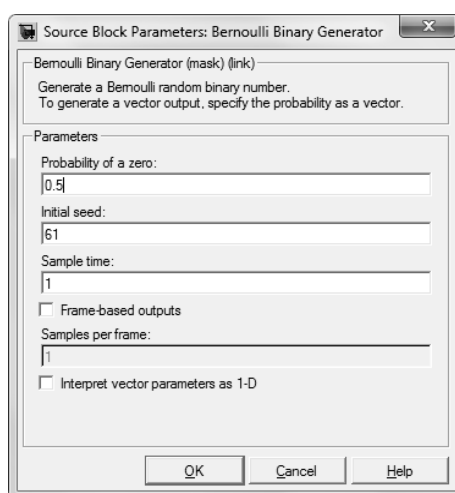 Source Block Parameters: Bernoulli Binary Generator
Bernoulli Binary Generator (mask) (link)
Generate a Bernoulli random binary number.
To generate a vector output, specify the probability as a vector.
Parameters
Probability of a zero:
0.5
Initial seed:
61
Sample time:
1
Frame-based outputs
Samples per frame:
1
Interpret vector parameters as 1-D
OK Cancel Help